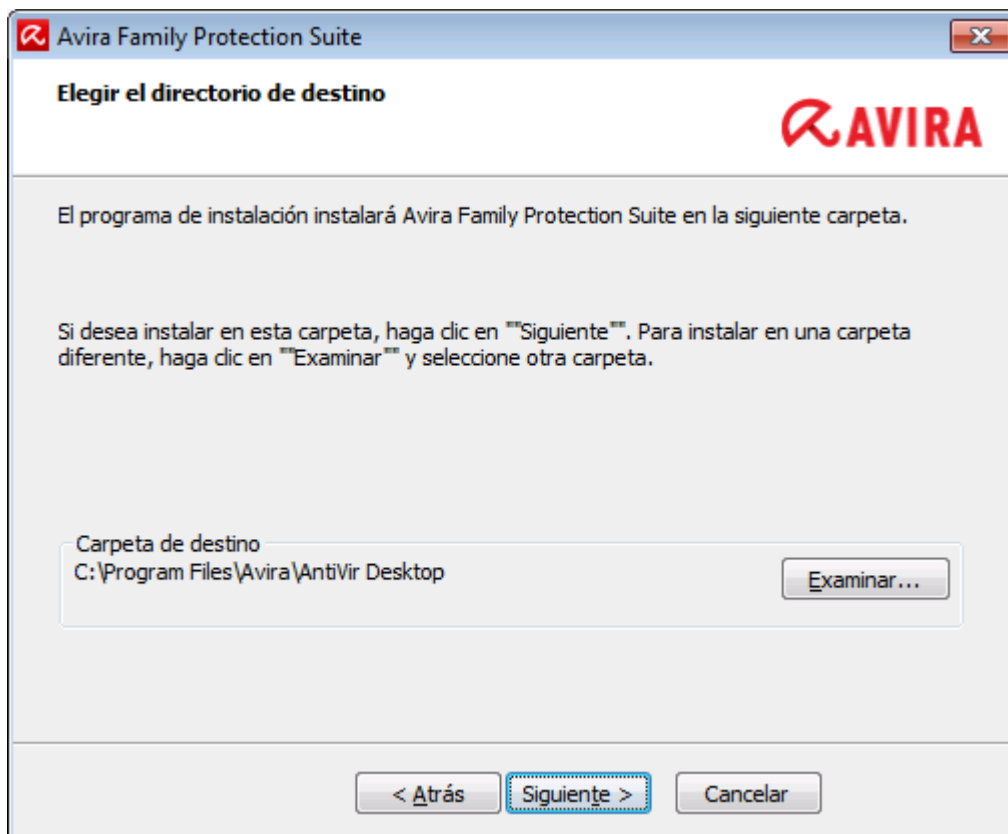 Avira Family Protection Suite
Elegir el directorio de destino
AVIRA
El programa de instalación instalará Avira Family Protection Suite en la siguiente carpeta.
Si desea instalar en esta carpeta, haga clic en ""Siguiente"". Para instalar en una carpeta
diferente, haga clic en ""Examinar"" y seleccione otra carpeta.
Carpeta de destino
C:\Program Files\Avira\AntiVir Desktop
Examinar...
< Atrás
Siguiente >
Cancelar